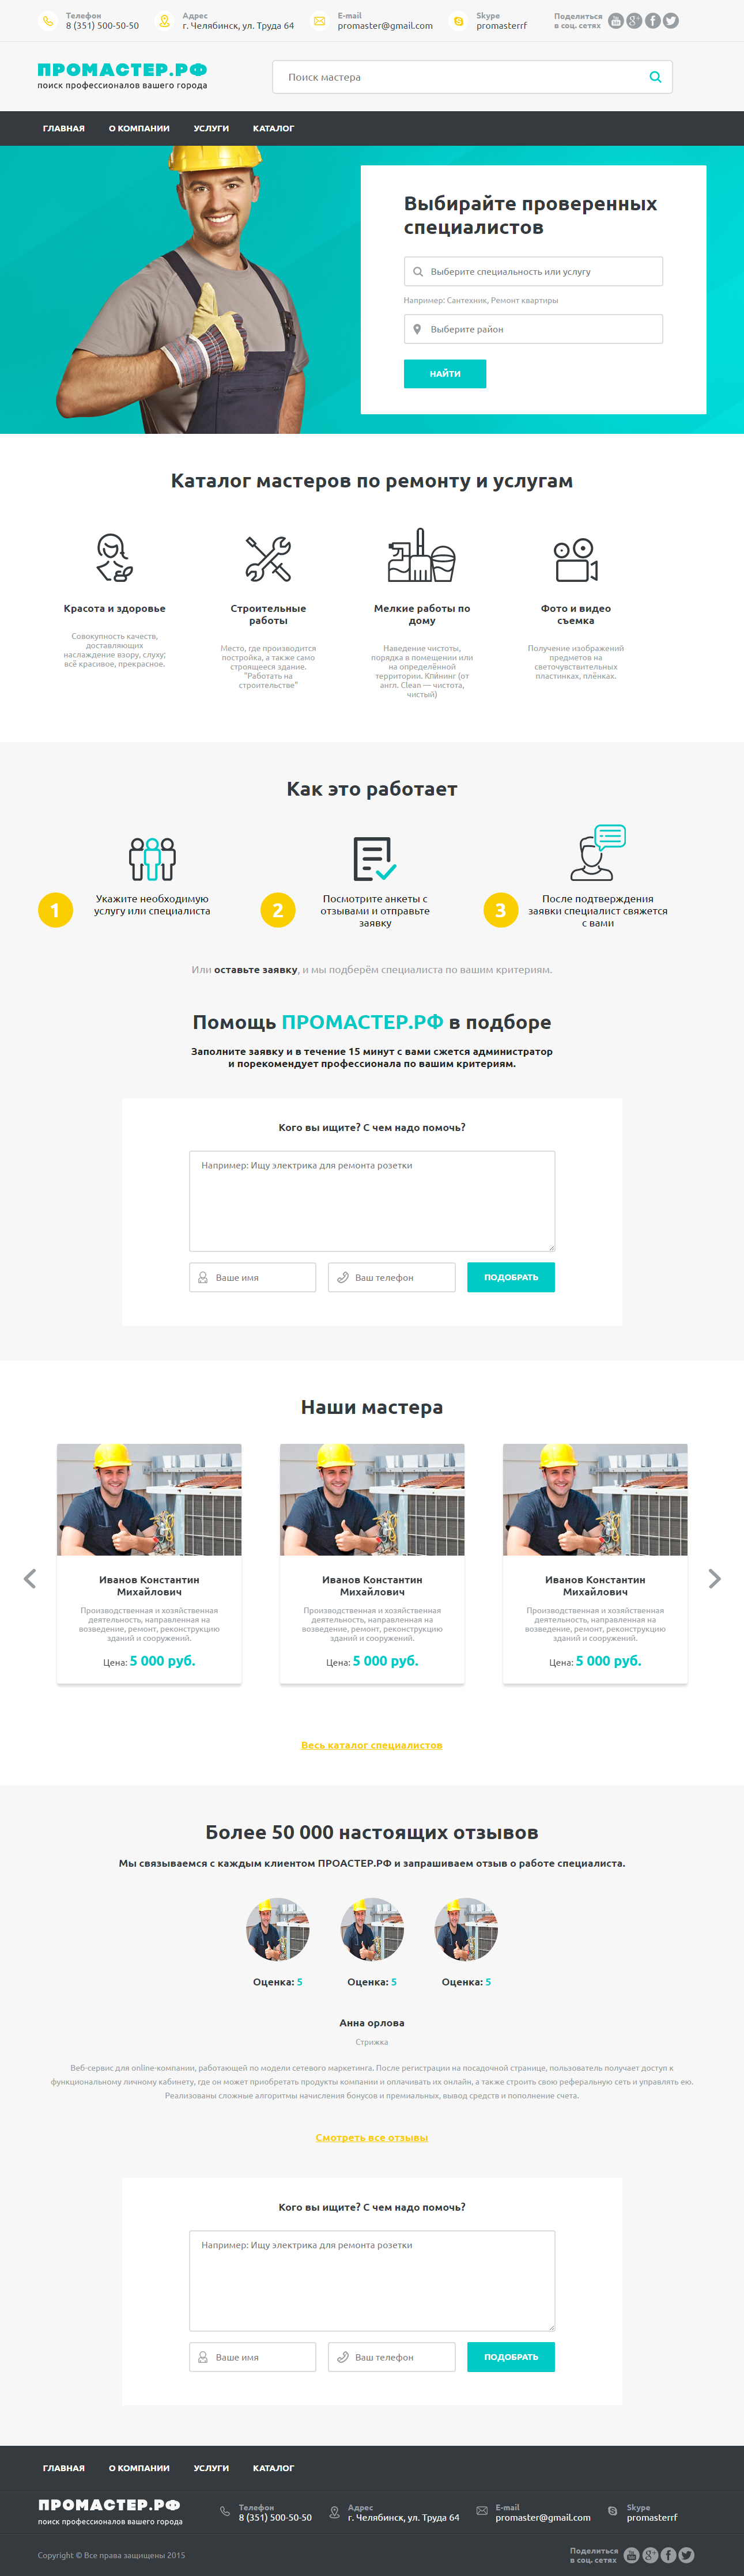 Телефон
8 (351) 500-50-50
Адрес
г. Челябинск, ул. Труда 64
E-mail
promaster@gmail.com
Skype
promasterrf
Поделиться
в соц. сетях
ПРОМАСТЕР.РФ
поиск профессионалов вашего города
Поиск мастера
ГЛАВНАЯ О КОМПАНИИ УСЛУГИ КАТАЛОГ
Выбирайте проверенных
специалистов
Выберите специальность или услугу
Например: Сантехник, Ремонт квартиры
Выберите район
НАЙТИ
Каталог мастеров по ремонту и услугам
Красота и здоровье
Совокупность качеств,
доставляющих
наслаждение взору, слуху;
всё красивое, прекрасное.
Строительные
работы
Место, где производится
постройка, а также само
строящееся здание.
"Работать на
строительстве"
Мелкие работы по
дому
Наведение чистоты,
порядка в помещении или
на определённой
территории. Кли́нинг (от
англ. Clean — чистота,
чистый)
Фото и видео
съемка
Получение изображений
предметов на
светочувствительных
пластинках, плёнках.
Как это работает
1
Укажите необходимую
услугу или специалиста
2
Посмотрите анкеты с
отзывами и отправьте
заявку
3
После подтверждения
заявки специалист свяжется
с вами
Или оставьте заявку, и мы подберём специалиста по вашим критериям.
Помощь ПРОМАСТЕР.РФ в подборе
Заполните заявку и в течение 15 минут с вами сжется администратор
и порекомендует профессионала по вашим критериям.
Кого вы ищите? С чем надо помочь?
Например: Ищу электрика для ремонта розетки
Ваше имя
Ваш телефон
ПОДОБРАТЬ
Наши мастера
Иванов Константин
Михайлович
Производственная и хозяйственная
деятельность, направленная на
возведение, ремонт, реконструкцию
зданий и сооружений.
Цена: 5 000 руб.
Иванов Константин
Михайлович
Производственная и хозяйственная
деятельность, направленная на
возведение, ремонт, реконструкцию
зданий и сооружений.
Цена: 5 000 руб.
Иванов Константин
Михайлович
Производственная и хозяйственная
деятельность, направленная на
возведение, ремонт, реконструкцию
зданий и сооружений.
Цена: 5 000 руб.
Весь каталог специалистов
Более 50 000 настоящих отзывов
Мы связываемся с каждым клиентом ПРОАСТЕР.РФ и запрашиваем отзыв о работе специалиста.
Оценка: 5
Оценка: 5
Оценка: 5
Анна орлова
Стрижка
Веб-сервис для online-компании, работающей по модели сетевого маркетинга. После регистрации на посадочной странице, пользователь получает доступ к
функциональному личному кабинету, где он может приобретать продукты компании и оплачивать их онлайн, а также строить свою реферальную сеть и управлять ею.
Реализованы сложные алгоритмы начисления бонусов и премиальных, вывод средств и пополнение счета.
Смотреть все отзывы
Кого вы ищите? С чем надо помочь?
Например: Ищу электрика для ремонта розетки
Ваше имя
Ваш телефон
ПОДОБРАТЬ
ГЛАВНАЯ О КОМПАНИИ УСЛУГИ КАТАЛОГ
ПРОМАСТЕР.РФ
поиск профессионалов вашего города
Телефон
8 (351) 500-50-50
Адрес
г. Челябинск, ул. Труда 64
E-mail
promaster@gmail.com
Skype
promasterrf
Copyright © Все права защищены 2015
Поделиться
в соц. сетях